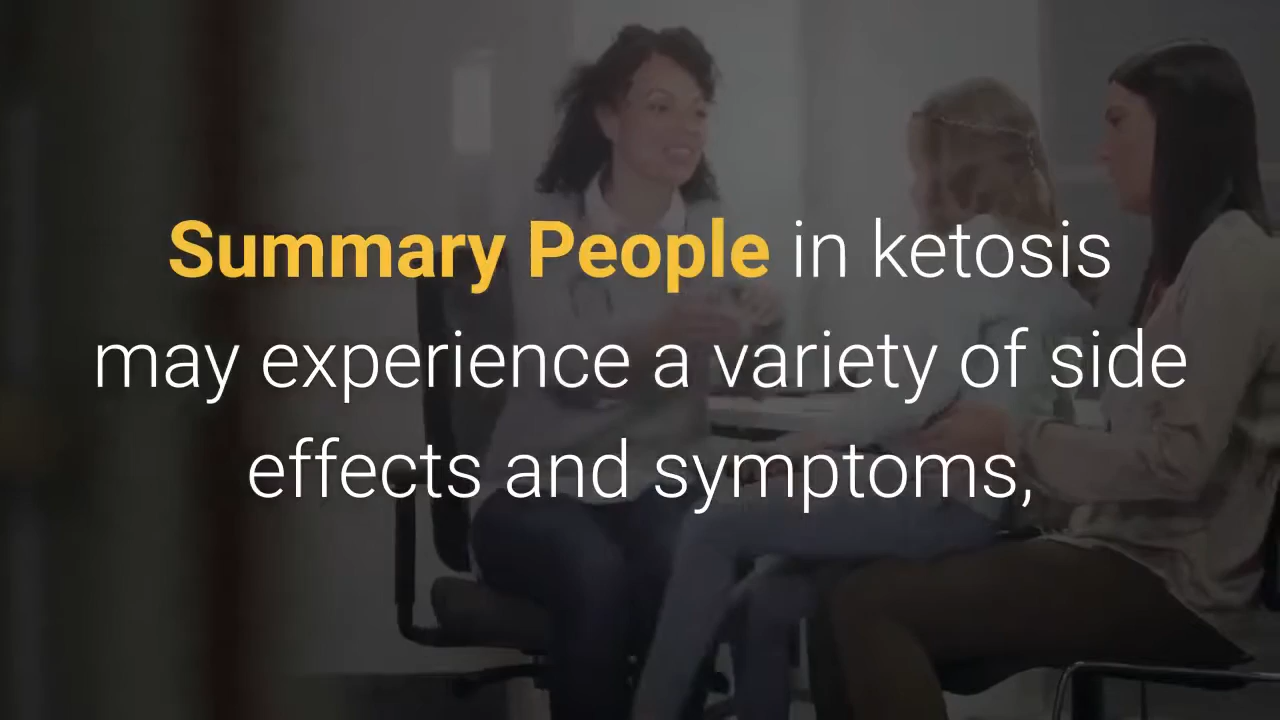 Summary People in ketosis
may experience a variety of side
effects and symptoms,